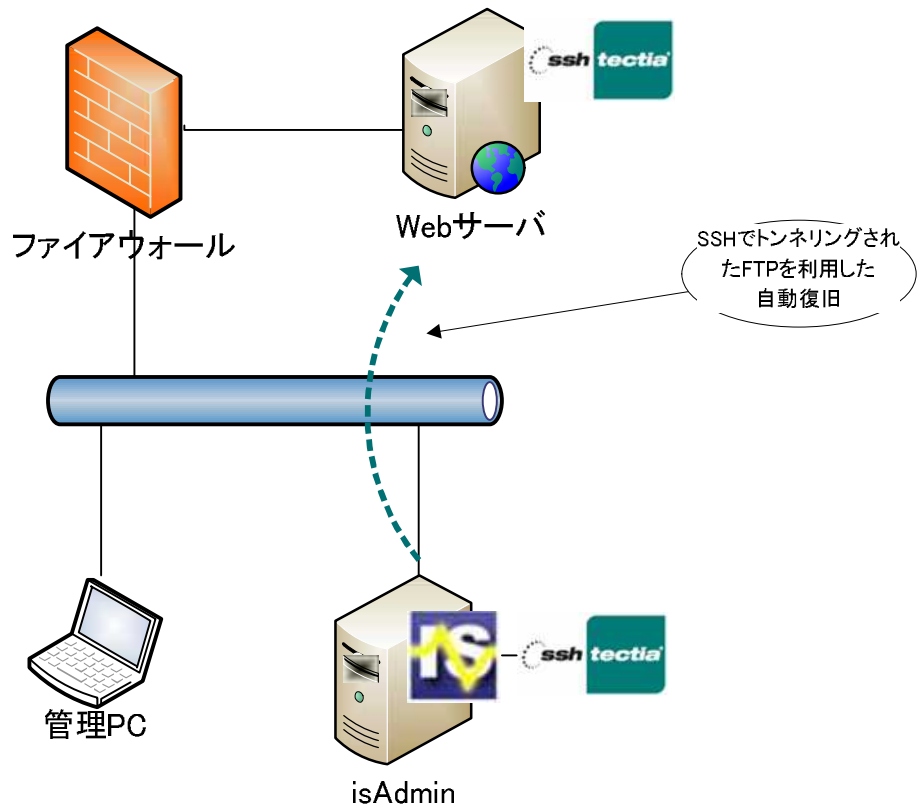 ssh tectia
ファイアウォール
Webサーバ
SSHでトンネリングされ
たFTPを利用した
自動復旧
IS
ssh tectia
管理PC
isAdmin